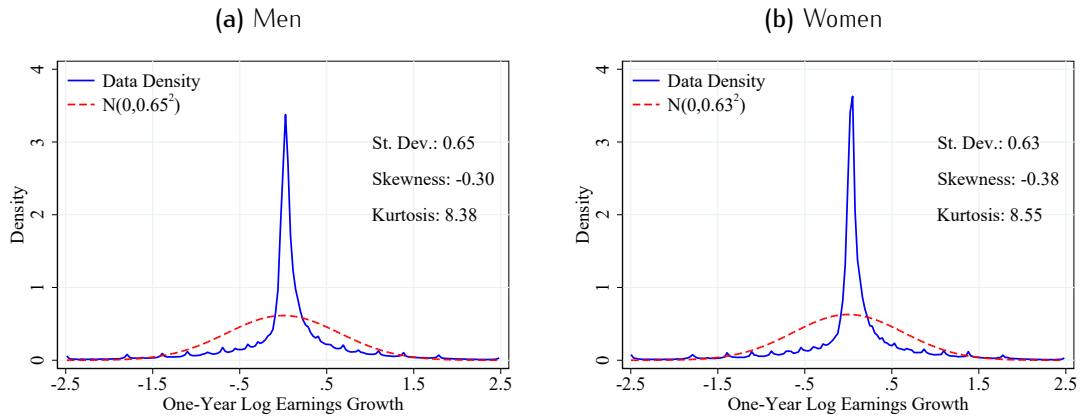 (a) Men
Density
4
3
2
1
0
Data Density
N(0,0.65²)
St. Dev.: 0.65
Skewness: -0.30
Kurtosis: 8.38
-2.5 -1.5 -.5 .5 1.5 2.5
One-Year Log Earnings Growth
(b) Women
Density
4
3
2
1
0
Data Density
N(0,0.63²)
St. Dev.: 0.63
Skewness: -0.38
Kurtosis: 8.55
-2.5 -1.5 -.5 .5 1.5 2.5
One-Year Log Earnings Growth